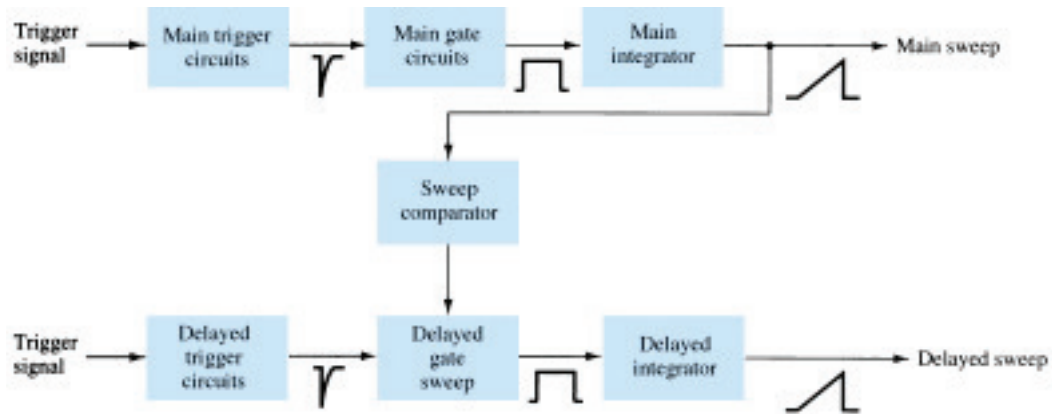 Trigger
signal
Main trigger
circuits
Main gate
circuits
Main
integrator
Main sweep
Sweep
comparator
Trigger
signal
Delayed
trigger
circuits
Delayed
gate
sweep
Delayed
integrator
Delayed sweep